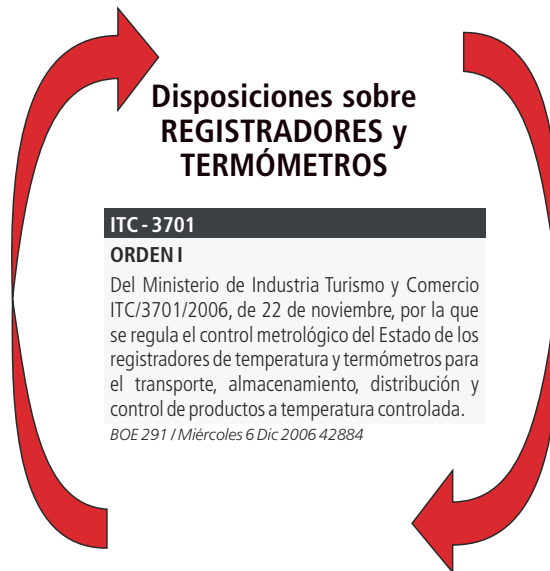 Disposiciones sobre
REGISTRADORES y
TERMÓMETROS
ITC - 3701
ORDEN I
Del Ministerio de Industria Turismo y Comercio
ITC/3701/2006, de 22 de noviembre, por la que
se regula el control metrológico del Estado de los
registradores de temperatura y termómetros para
el transporte, almacenamiento, distribución y
control de productos a temperatura controlada.
BOE 291 / Miércoles 6 Dic 2006 42884